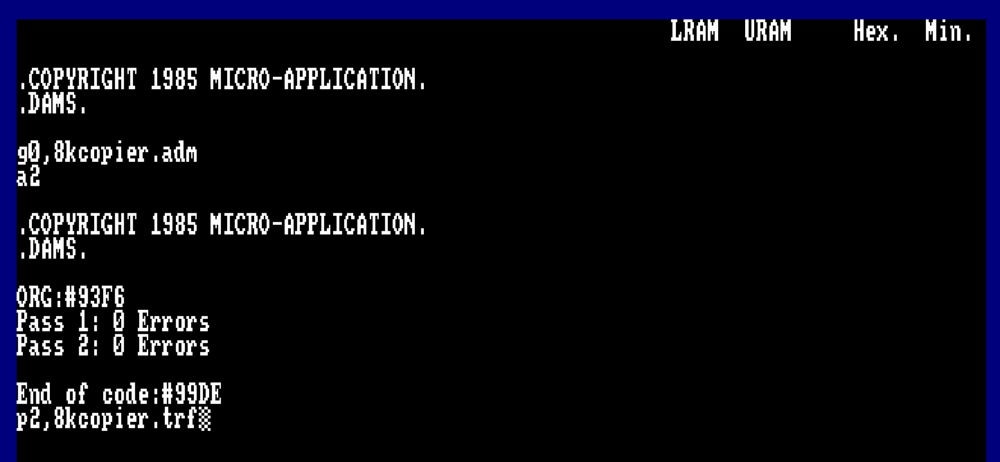 LRAM URAM Hex. Min.
.COPYRIGHT 1985 MICRO-APPLICATION.
.DAMS.
g0,8kcopier.adm
a2
.COPYRIGHT 1985 MICRO-APPLICATION.
.DAMS.
ORG:#93F6
Pass 1: 0 Errors
Pass 2: 0 Errors
End of code:#99DE
p2,8kcopier.trf